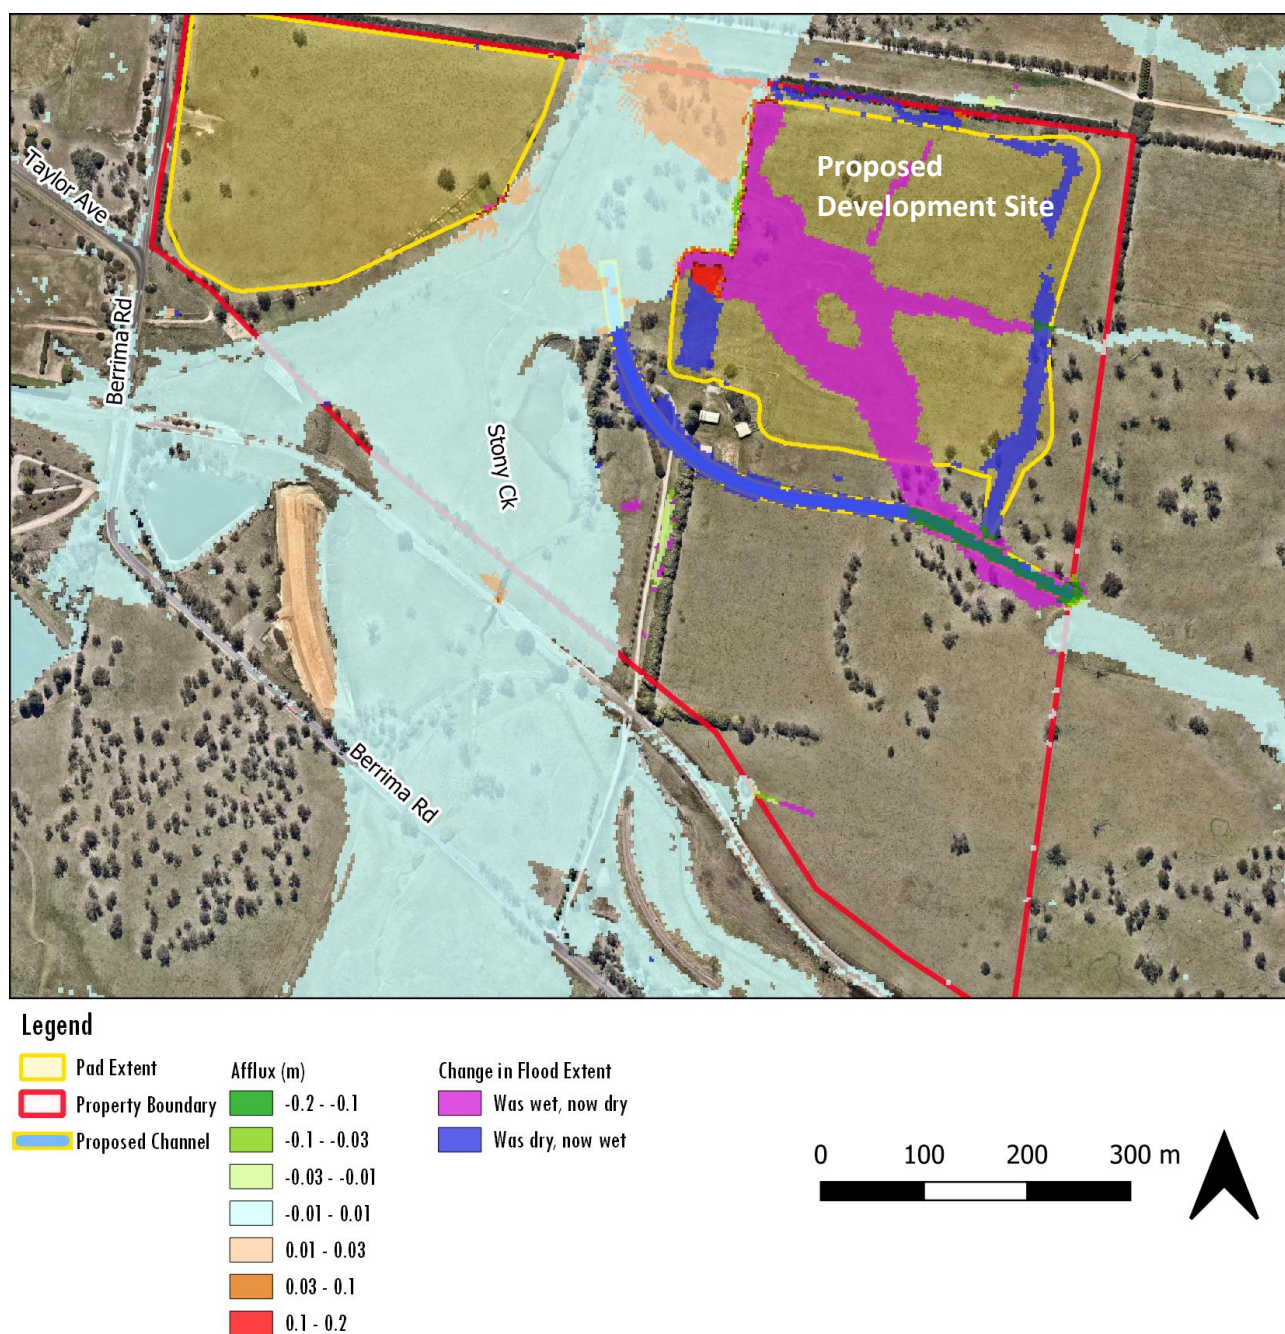 Proposed
Development Site
Taylor Ave
Berrima Rd
Stony Ck
Berrima Rd
Legend
Pad Extent
Property Boundary
Proposed Channel
Afflux (m)
-0.2 - -0.1
-0.1 - -0.03
-0.03 - -0.01
-0.01 - 0.01
0.01 - 0.03
0.03 - 0.1
0.1 - 0.2
Change in Flood Extent
Was wet, now dry
Was dry, now wet
0 100 200 300 m